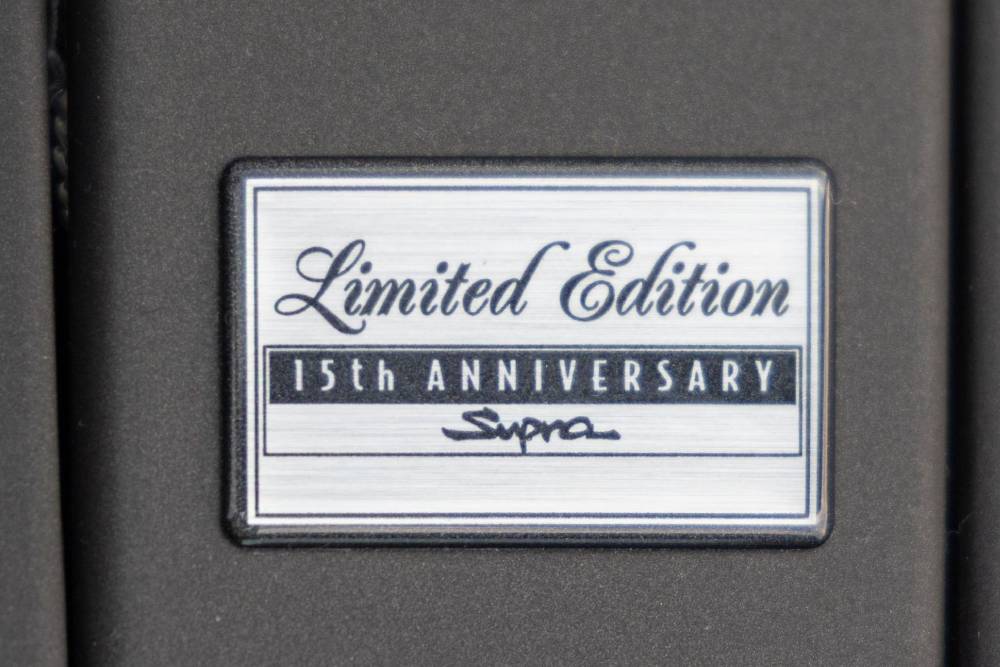 Limited Edition
15th ANNIVERSARY
Supra